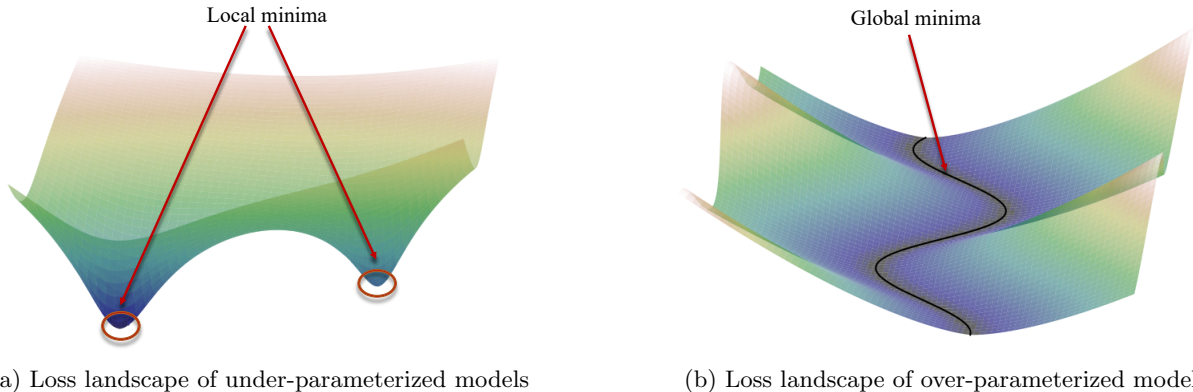 Local minima
Global minima
a) Loss landscape of under-parameterized models
(b) Loss landscape of over-parameterized model